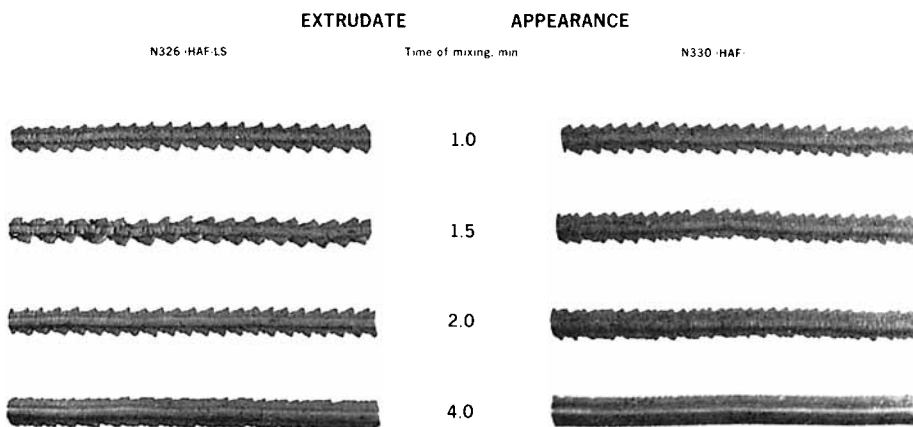 EXTRUDATE APPEARANCE
N326 ·HAF·LS Time of mixing, min N330 ·HAF·
1.0
1.5
2.0
4.0